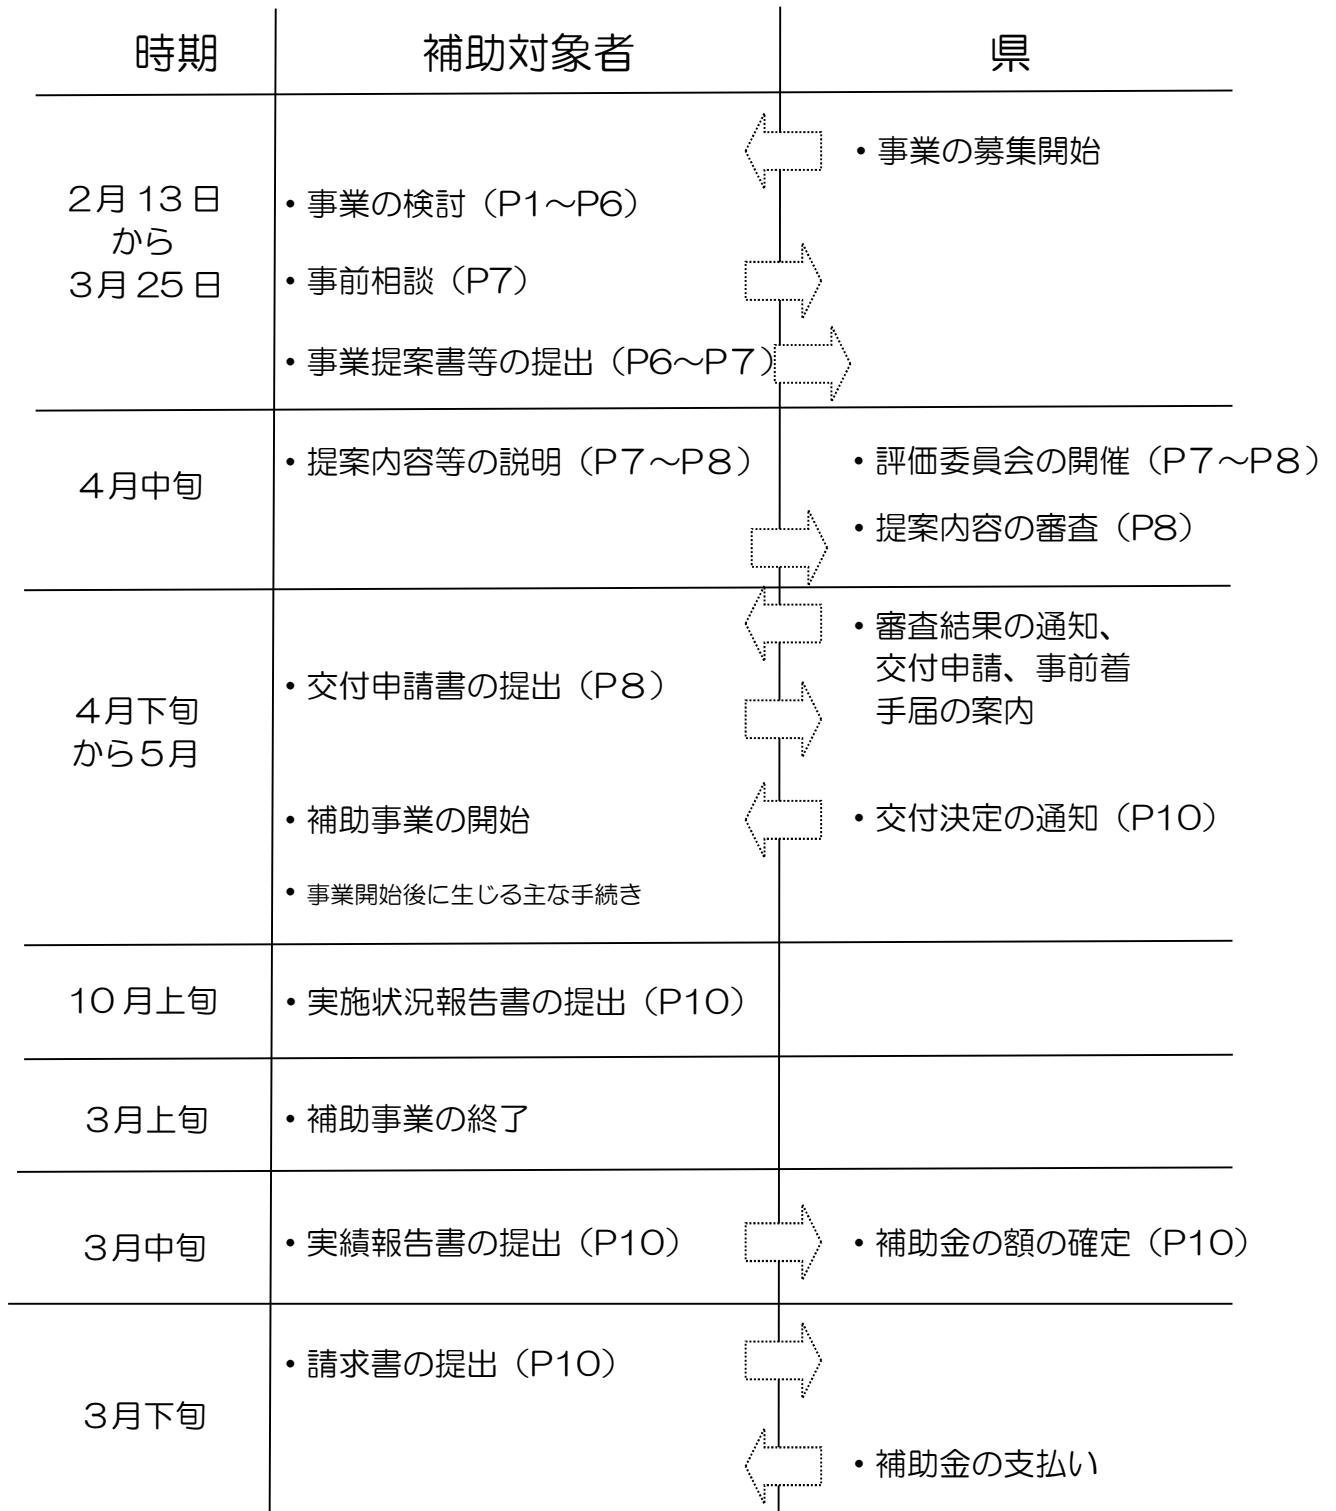 時期
補助対象者
県
2月13日
から
3月25日
・事業の募集開始
・事業の検討（P1～P6）
・事前相談（P7）
・事業提案書等の提出（P6～P７）
４月中旬
・提案内容等の説明（P７～P８）
・評価委員会の開催（P７～P８）
・提案内容の審査（P8）
４月下旬
から５月
・審査結果の通知、
交付申請、事前着
手届の案内
・交付申請書の提出（P８）
・補助事業の開始
・交付決定の通知（P10）
・事業開始後に生じる主な手続き
10月上旬
・実施状況報告書の提出（P10）
３月上旬
・補助事業の終了
３月中旬
・実績報告書の提出（P10）
・補助金の額の確定（P10）
３月下旬
・請求書の提出（P10）
・補助金の支払い